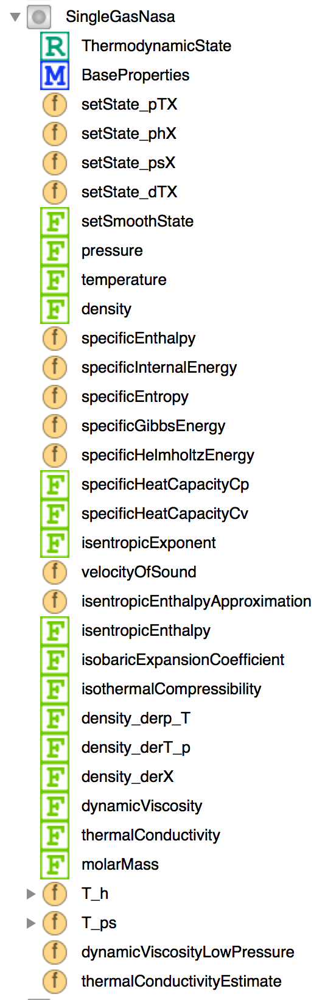 SingleGasNasa
R ThermodynamicState
M BaseProperties
f setState_pTX
f setState_phX
f setState_psX
f setState_dTX
F setSmoothState
F pressure
F temperature
F density
f specificEnthalpy
f specificInternalEnergy
f specificEntropy
f specificGibbsEnergy
f specificHelmholtzEnergy
F specificHeatCapacityCp
F specificHeatCapacityCv
F isentropicExponent
f velocityOfSound
f isentropicEnthalpyApproximation
F isentropicEnthalpy
F isobaricExpansionCoefficient
F isothermalCompressibility
F density_derp_T
F density_derT_p
F density_derX
F dynamicViscosity
F thermalConductivity
F molarMass
f T_h
f T_ps
f dynamicViscosityLowPressure
f thermalConductivityEstimate